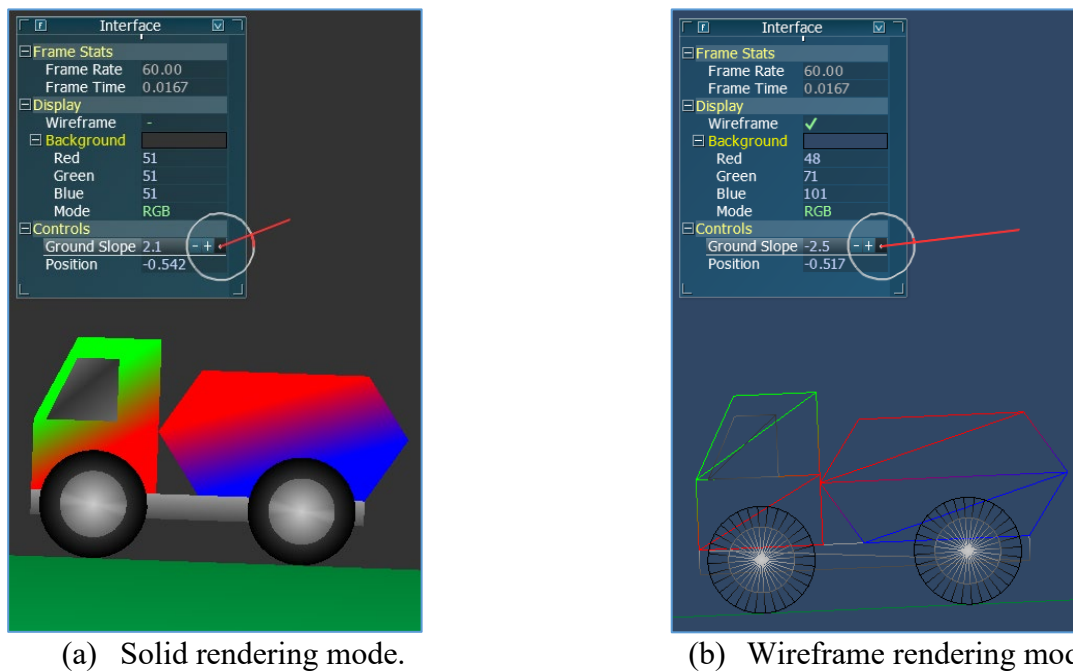 Interface
Frame Stats
Frame Rate 60.00
Frame Time 0.0167
Display
Wireframe -
Background
Red 51
Green 51
Blue 51
Mode RGB
Controls
Ground Slope 2.1 - +
Position -0.542
(a) Solid rendering mode.
Interface
Frame Stats
Frame Rate 60.00
Frame Time 0.0167
Display
Wireframe ✓
Background
Red 48
Green 71
Blue 101
Mode RGB
Controls
Ground Slope -2.5 - +
Position -0.517
(b) Wireframe rendering mod